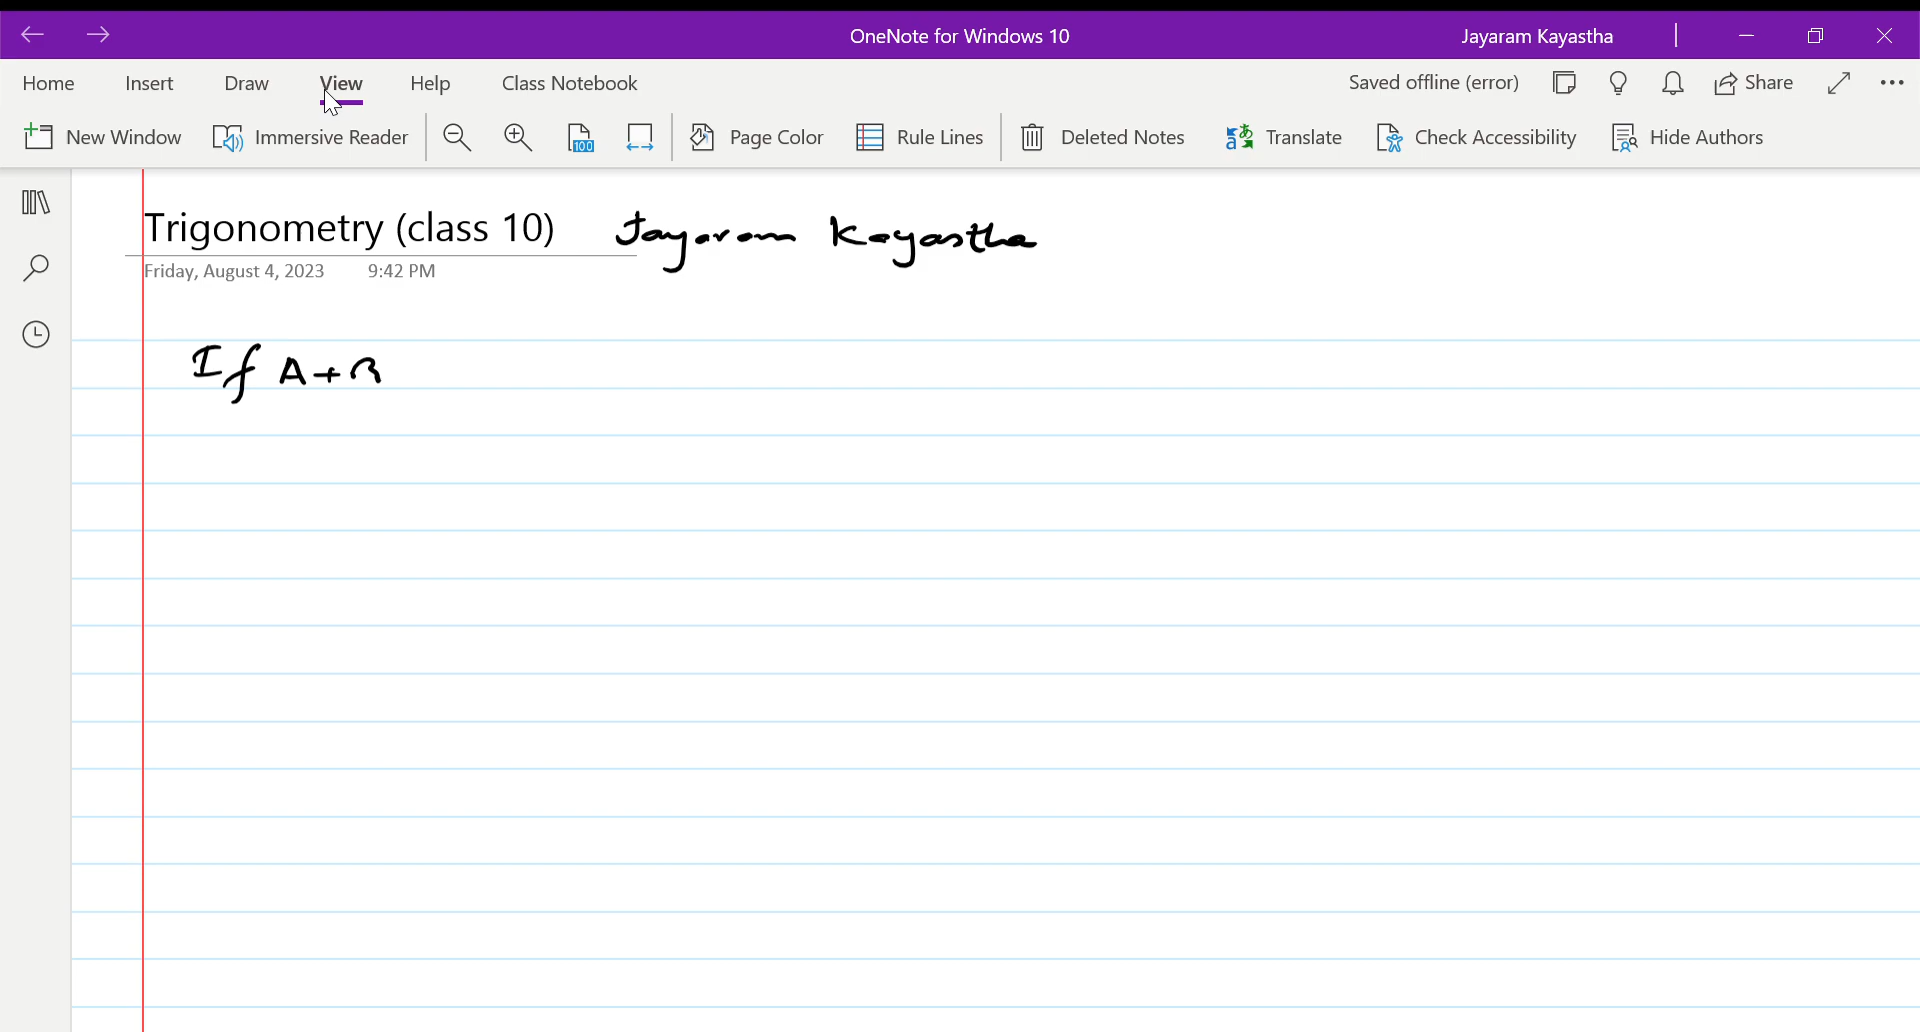 OneNote for Windows 10
Jayaram Kayastha
Home Insert Draw View Help Class Notebook
Saved offline (error) Share
New Window Immersive Reader 100 Page Color Rule Lines Deleted Notes Translate Check Accessibility Hide Authors
Trigonometry (class 10) Jayaram Kayastha
Friday, August 4, 2023 9:42 PM
If A+B